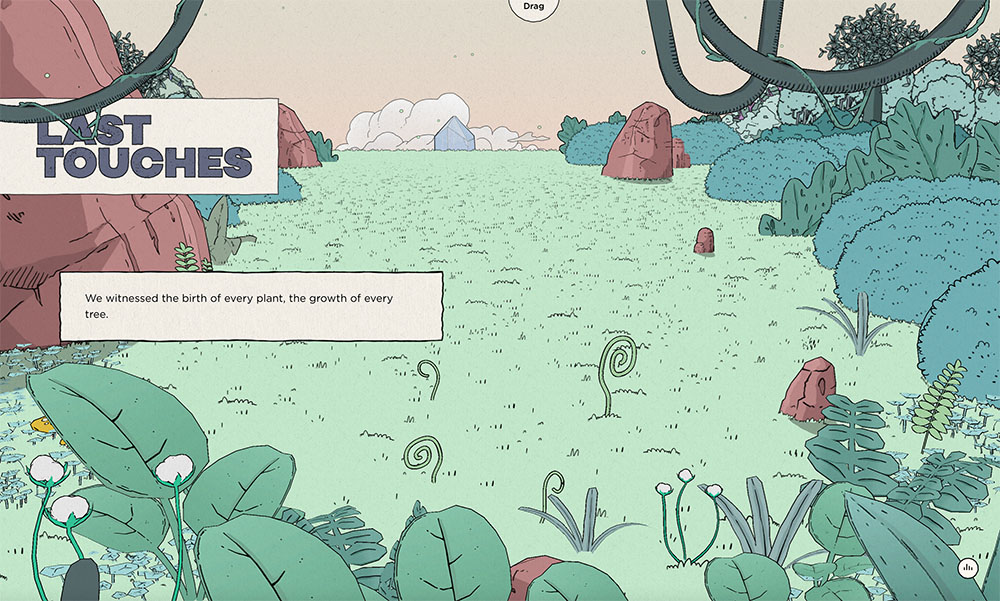 Drag
LAST
TOUCHES
We witnessed the birth of every plant, the growth of every
tree.